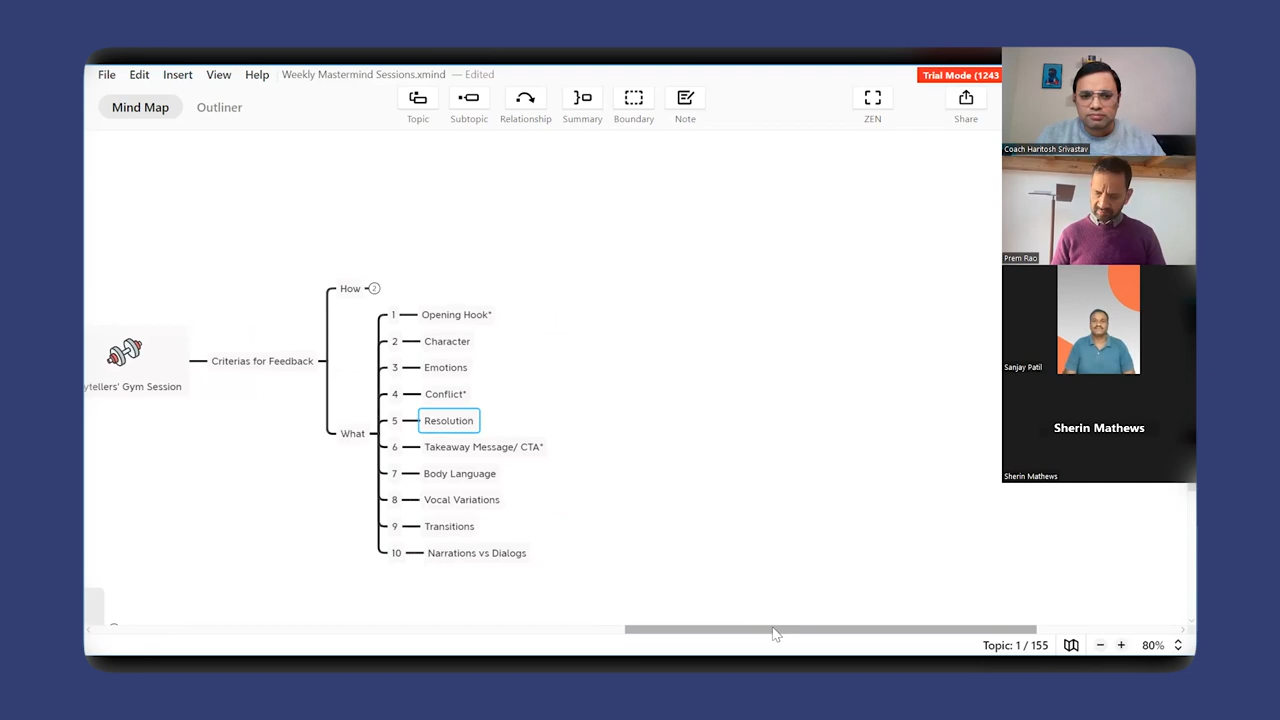 File Edit Insert View Help Weekly Mastermind Sessions.xmind — Edited
Trial Mode (1243
Mind Map Outliner
Topic Subtopic Relationship Summary Boundary Note ZEN Share
Coach Haritosh Srivastav
Prem Rao
Sanjay Patil
Sherin Mathews
Sherin Mathews
ytellers' Gym Session
Criterias for Feedback
How 2
What
1 Opening Hook*
2 Character
3 Emotions
4 Conflict*
5 Resolution
6 Takeaway Message/ CTA*
7 Body Language
8 Vocal Variations
9 Transitions
10 Narrations vs Dialogs
Topic: 1 / 155 80%